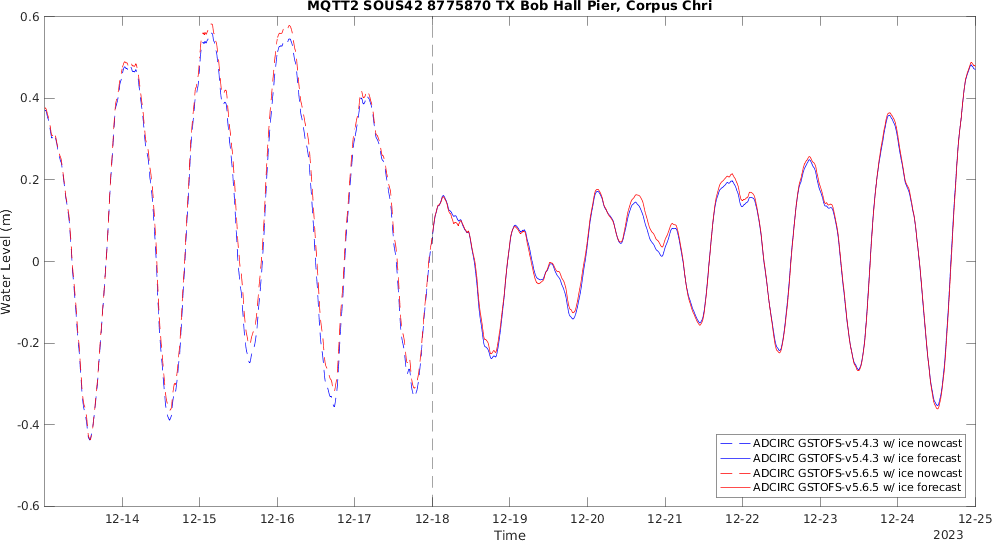 MQTT2 SOUS42 8775870 TX Bob Hall Pier, Corpus Chri
Water Level (m)
0.6
0.4
0.2
0
-0.2
-0.4
-0.6
ADCIRC GSTOFS-v5.4.3 w/ ice nowcast
ADCIRC GSTOFS-v5.4.3 w/ ice forecast
ADCIRC GSTOFS-v5.6.5 w/ ice nowcast
ADCIRC GSTOFS-v5.6.5 w/ ice forecast
12-14 12-15 12-16 12-17 12-18 12-19 12-20 12-21 12-22 12-23 12-24 12-25
Time
2023